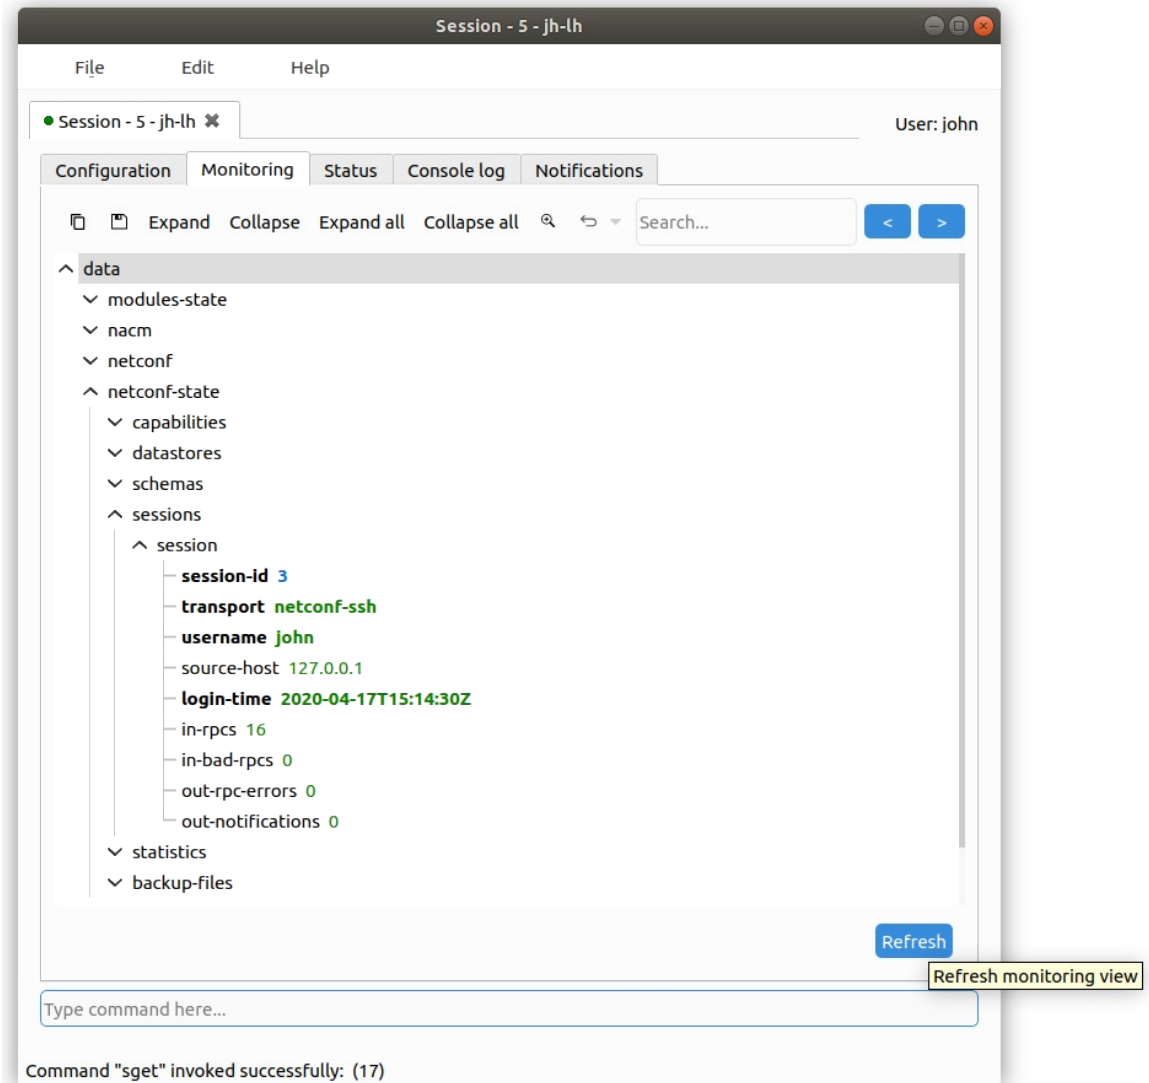 Session - 5 - jh-lh
File Edit Help
Session - 5 - jh-lh
User: john
Configuration Monitoring Status Console log Notifications
Expand Collapse Expand all Collapse all Search... < >
data
modules-state
nacm
netconf
netconf-state
capabilities
datastores
schemas
sessions
session
session-id 3
transport netconf-ssh
username john
source-host 127.0.0.1
login-time 2020-04-17T15:14:30Z
in-rpcs 16
in-bad-rpcs 0
out-rpc-errors 0
out-notifications 0
statistics
backup-files
Refresh
Refresh monitoring view
Type command here...
Command "sget" invoked successfully: (17)